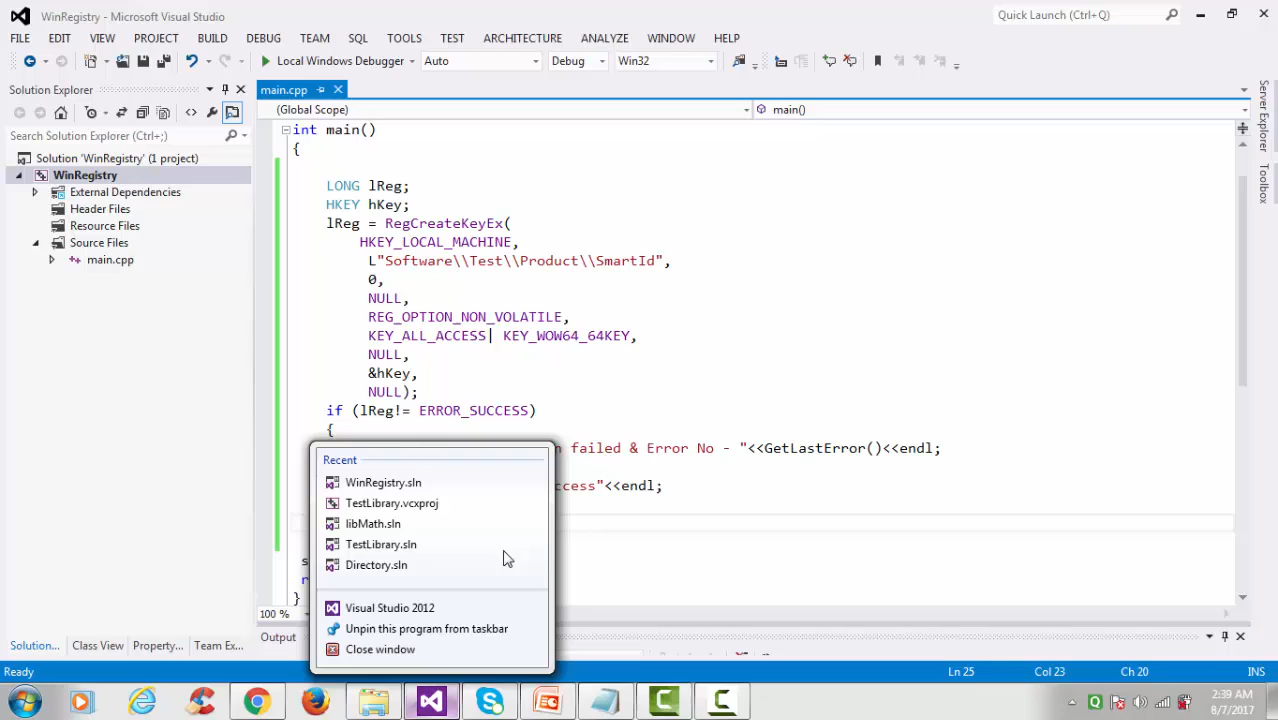 WinRegistry - Microsoft Visual Studio
Quick Launch (Ctrl+Q)
FILE EDIT VIEW PROJECT BUILD DEBUG TEAM SQL TOOLS TEST ARCHITECTURE ANALYZE WINDOW HELP
Local Windows Debugger Auto Debug Win32
Solution Explorer
Search Solution Explorer (Ctrl+;)
Solution 'WinRegistry' (1 project)
WinRegistry
External Dependencies
Header Files
Resource Files
Source Files
main.cpp
main.cpp
(Global Scope) main()
int main()
{
LONG lReg;
HKEY hKey;
lReg = RegCreateKeyEx(
HKEY_LOCAL_MACHINE,
L"Software\\Test\\Product\\SmartId",
0,
NULL,
REG_OPTION_NON_VOLATILE,
KEY_ALL_ACCESS| KEY_WOW64_64KEY,
NULL,
&hKey,
NULL);
if (lReg!= ERROR_SUCCESS)
{
failed & Error No - "<<GetLastError()<<endl;
"<<endl;
}
100 %
Recent
WinRegistry.sln
TestLibrary.vcxproj
libMath.sln
TestLibrary.sln
Directory.sln
Visual Studio 2012
Unpin this program from taskbar
Close window
Server Explorer
Toolbox
Output
Solution... Class View Property... Team Ex...
Ready Ln 25 Col 23 Ch 20 INS
2:39 AM
8/7/2017